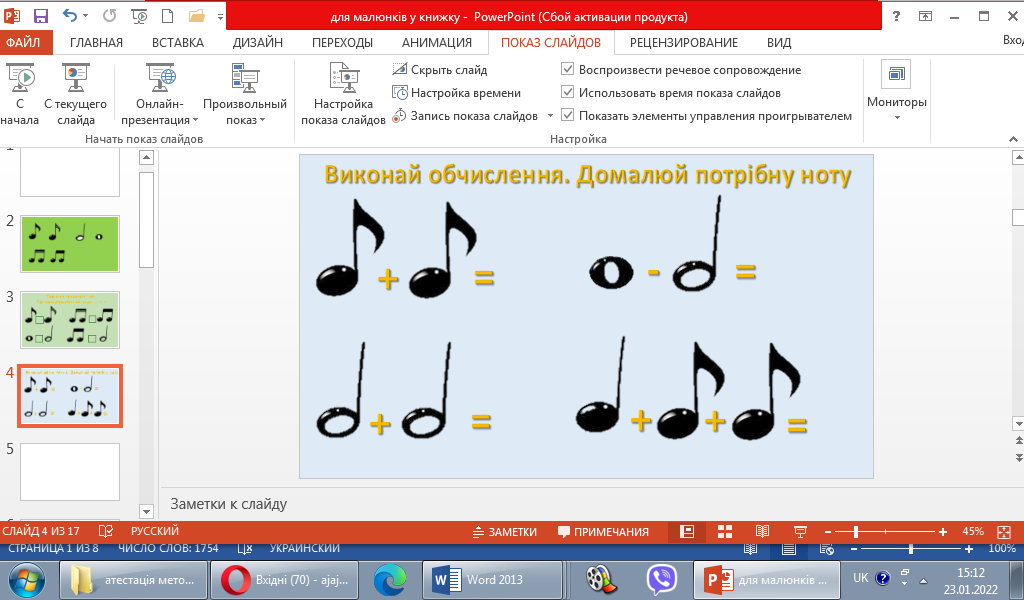 для малюнків у книжку - PowerPoint (Сбой активации продукта)
?
ФАЙЛ ГЛАВНАЯ ВСТАВКА ДИЗАЙН ПЕРЕХОДЫ АНИМАЦИЯ ПОКАЗ СЛАЙДОВ РЕЦЕНЗИРОВАНИЕ ВИД Вход
С начала
С текущего слайда
Онлайн-презентация
Произвольный показ
Начать показ слайдов
Настройка показа слайдов
Скрыть слайд
Настройка времени
Запись показа слайдов
Воспроизвести речевое сопровождение
Использовать время показа слайдов
Показать элементы управления проигрывателем
Настройка
Мониторы
2
3
4
5
Виконай обчислення. Домалюй потрібну ноту
+ =
- =
+ =
+ + =
Заметки к слайду
СЛАЙД 4 ИЗ 17 РУССКИЙ ЗАМЕТКИ ПРИМЕЧАНИЯ 45%
СТРАНИЦА 1 ИЗ 8 ЧИСЛО СЛОВ: 1754 УКРАИНСКИЙ 100%
атестація мето...
Вхідні (70) - ajaj...
Word 2013
для малюнків ...
UK
15:12
23.01.2022